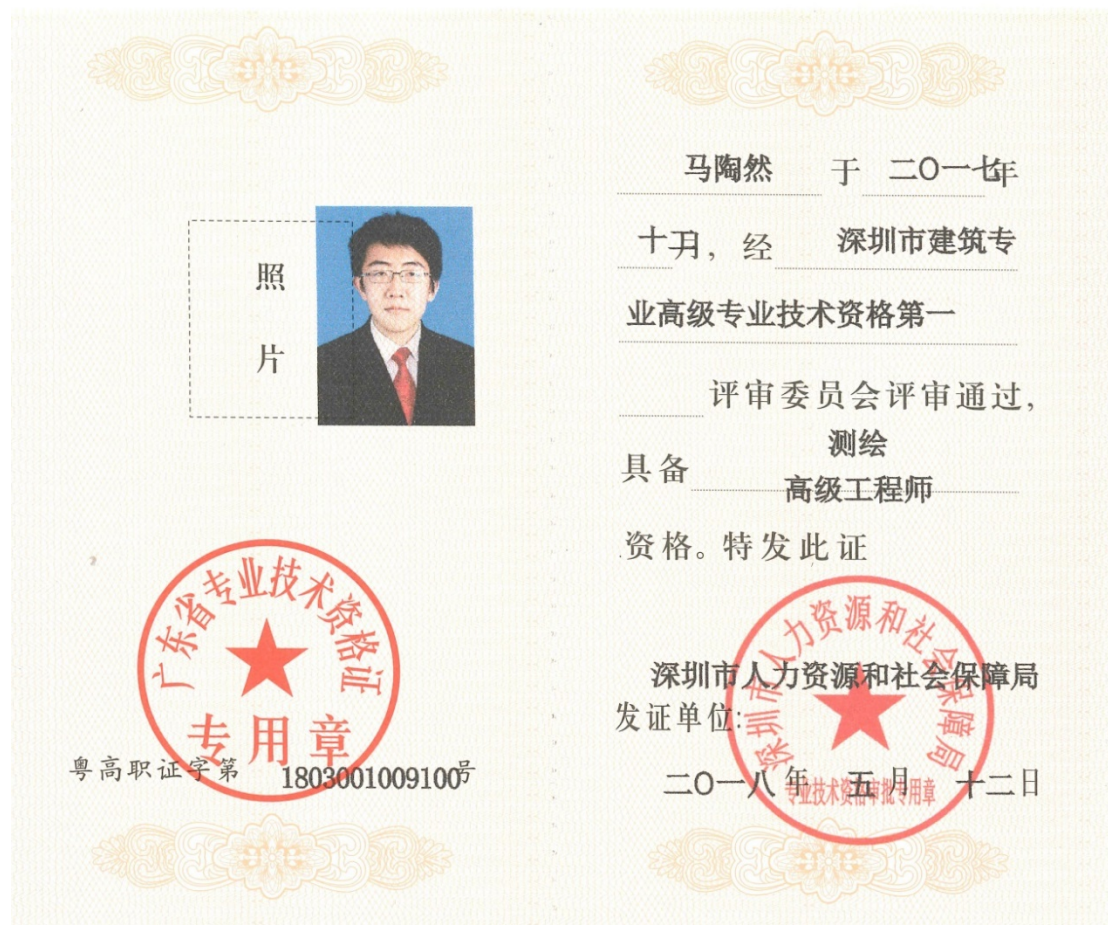 照
片
广东省专业技术资格证
专用章
粤高职证字第 1803001009100号
马陶然 于 二〇一七年
十二月，经 深圳市建筑专
业高级专业技术资格第一
评审委员会评审通过，
测绘
具备 高级工程师
资格。特发此证
深圳市人力资源和社会保障局
深圳市人力资源和社会保障局
发证单位:
二〇一八年 五月 十二日
专业技术资格审批专用章